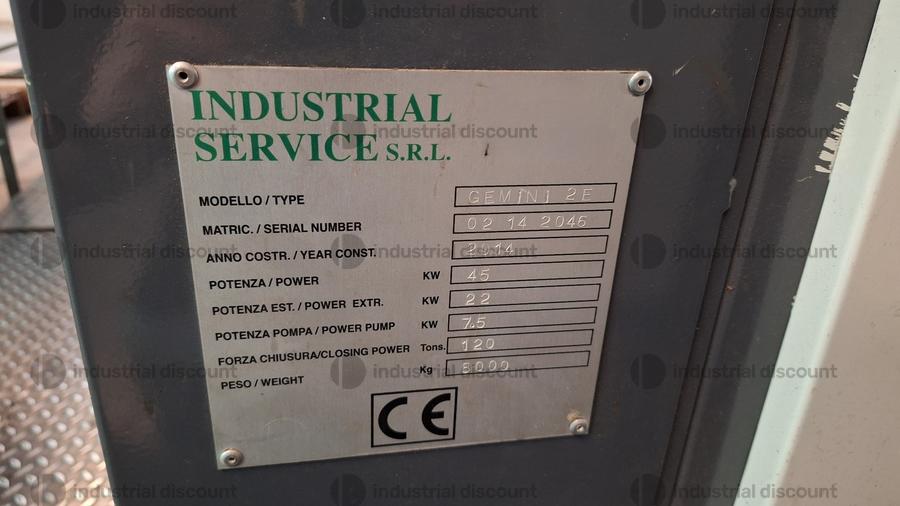 INDUSTRIAL
SERVICE S.R.L.
MODELLO / TYPE GEMINI 2E
MATRIC. / SERIAL NUMBER 02 14 2046
ANNO COSTR. / YEAR CONST. 2014
POTENZA / POWER KW 45
POTENZA EST. / POWER EXTR. KW 22
POTENZA POMPA / POWER PUMP KW 7.5
FORZA CHIUSURA/CLOSING POWER Tons. 120
PESO / WEIGHT Kg 8000
CE
industrial discount